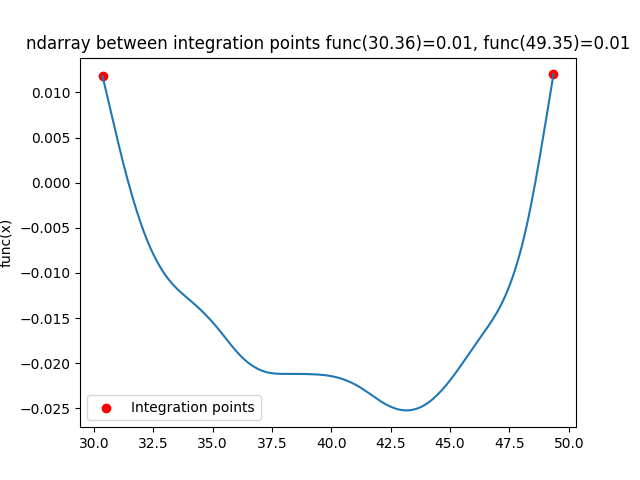 ndarray between integration points func(30.36)=0.01, func(49.35)=0.01
0.010
0.005
0.000
−0.005
−0.010
−0.015
−0.020
−0.025
func(x)
Integration points
30.0 32.5 35.0 37.5 40.0 42.5 45.0 47.5 50.0